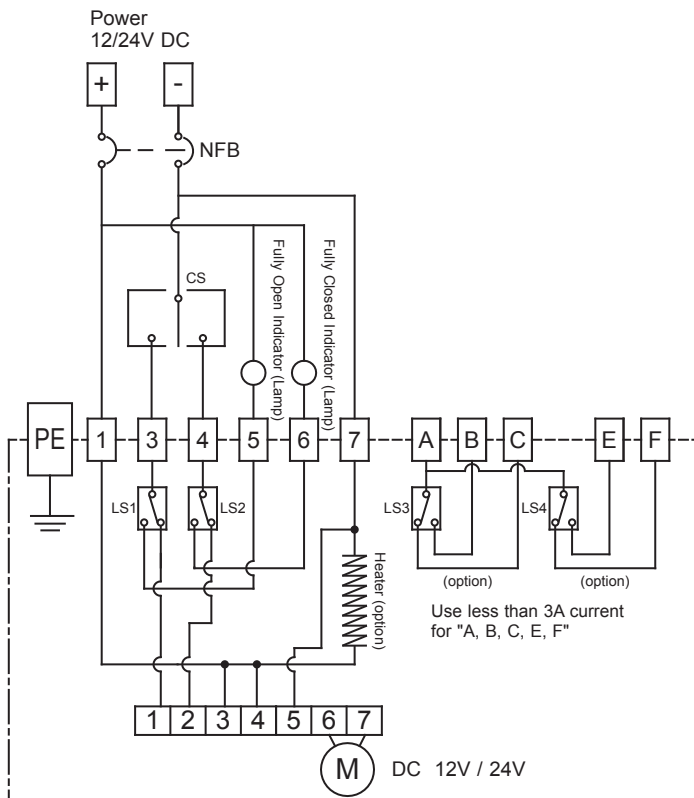 Power
12/24V DC
+ -
NFB
CS
Fully Open Indicator (Lamp)
Fully Closed Indicator (Lamp)
PE 1 3 4 5 6 7 A B C E F
LS1 LS2 LS3 LS4
Heater (option)
(option) (option)
Use less than 3A current
for "A, B, C, E, F"
1 2 3 4 5 6 7
M DC 12V / 24V